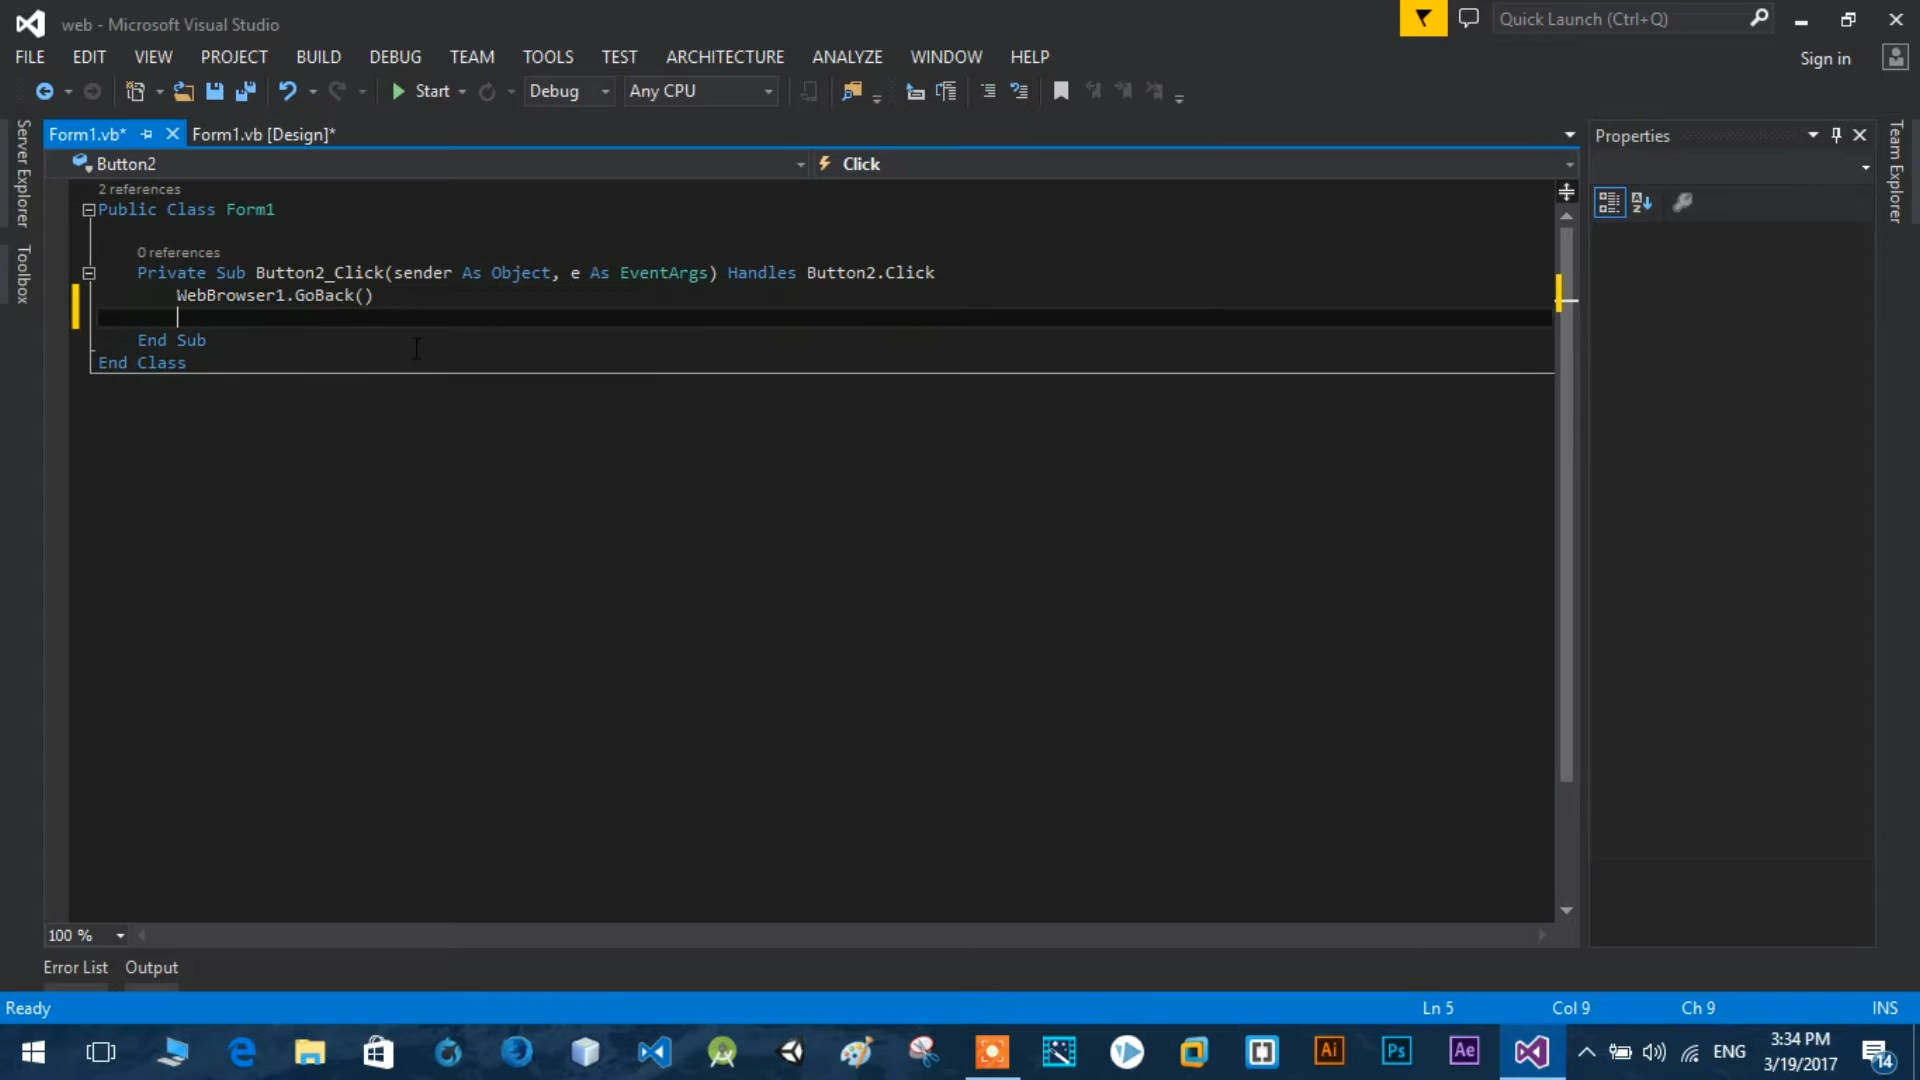 web - Microsoft Visual Studio
Quick Launch (Ctrl+Q)
FILE EDIT VIEW PROJECT BUILD DEBUG TEAM TOOLS TEST ARCHITECTURE ANALYZE WINDOW HELP
Sign in
Start Debug Any CPU
Form1.vb* Form1.vb [Design]*
Properties
Server Explorer
Toolbox
Team Explorer
Button2 Click
2 references
Public Class Form1
0 references
Private Sub Button2_Click(sender As Object, e As EventArgs) Handles Button2.Click
WebBrowser1.GoBack()
End Sub
End Class
100 %
Error List Output
Ready Ln 5 Col 9 Ch 9 INS
Ai Ps Ae
ENG
3:34 PM
3/19/2017
14